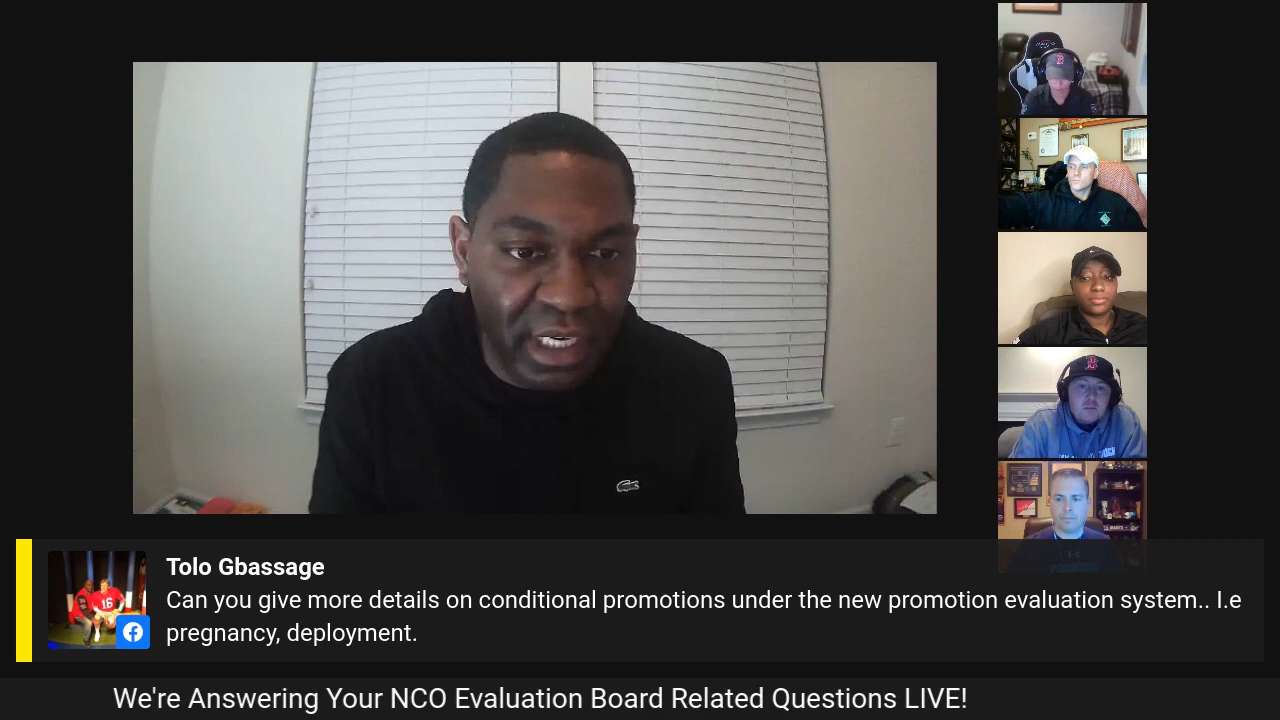 Tolo Gbassage
Can you give more details on conditional promotions under the new promotion evaluation system.. I.e
pregnancy, deployment.
We're Answering Your NCO Evaluation Board Related Questions LIVE!
16
B
B